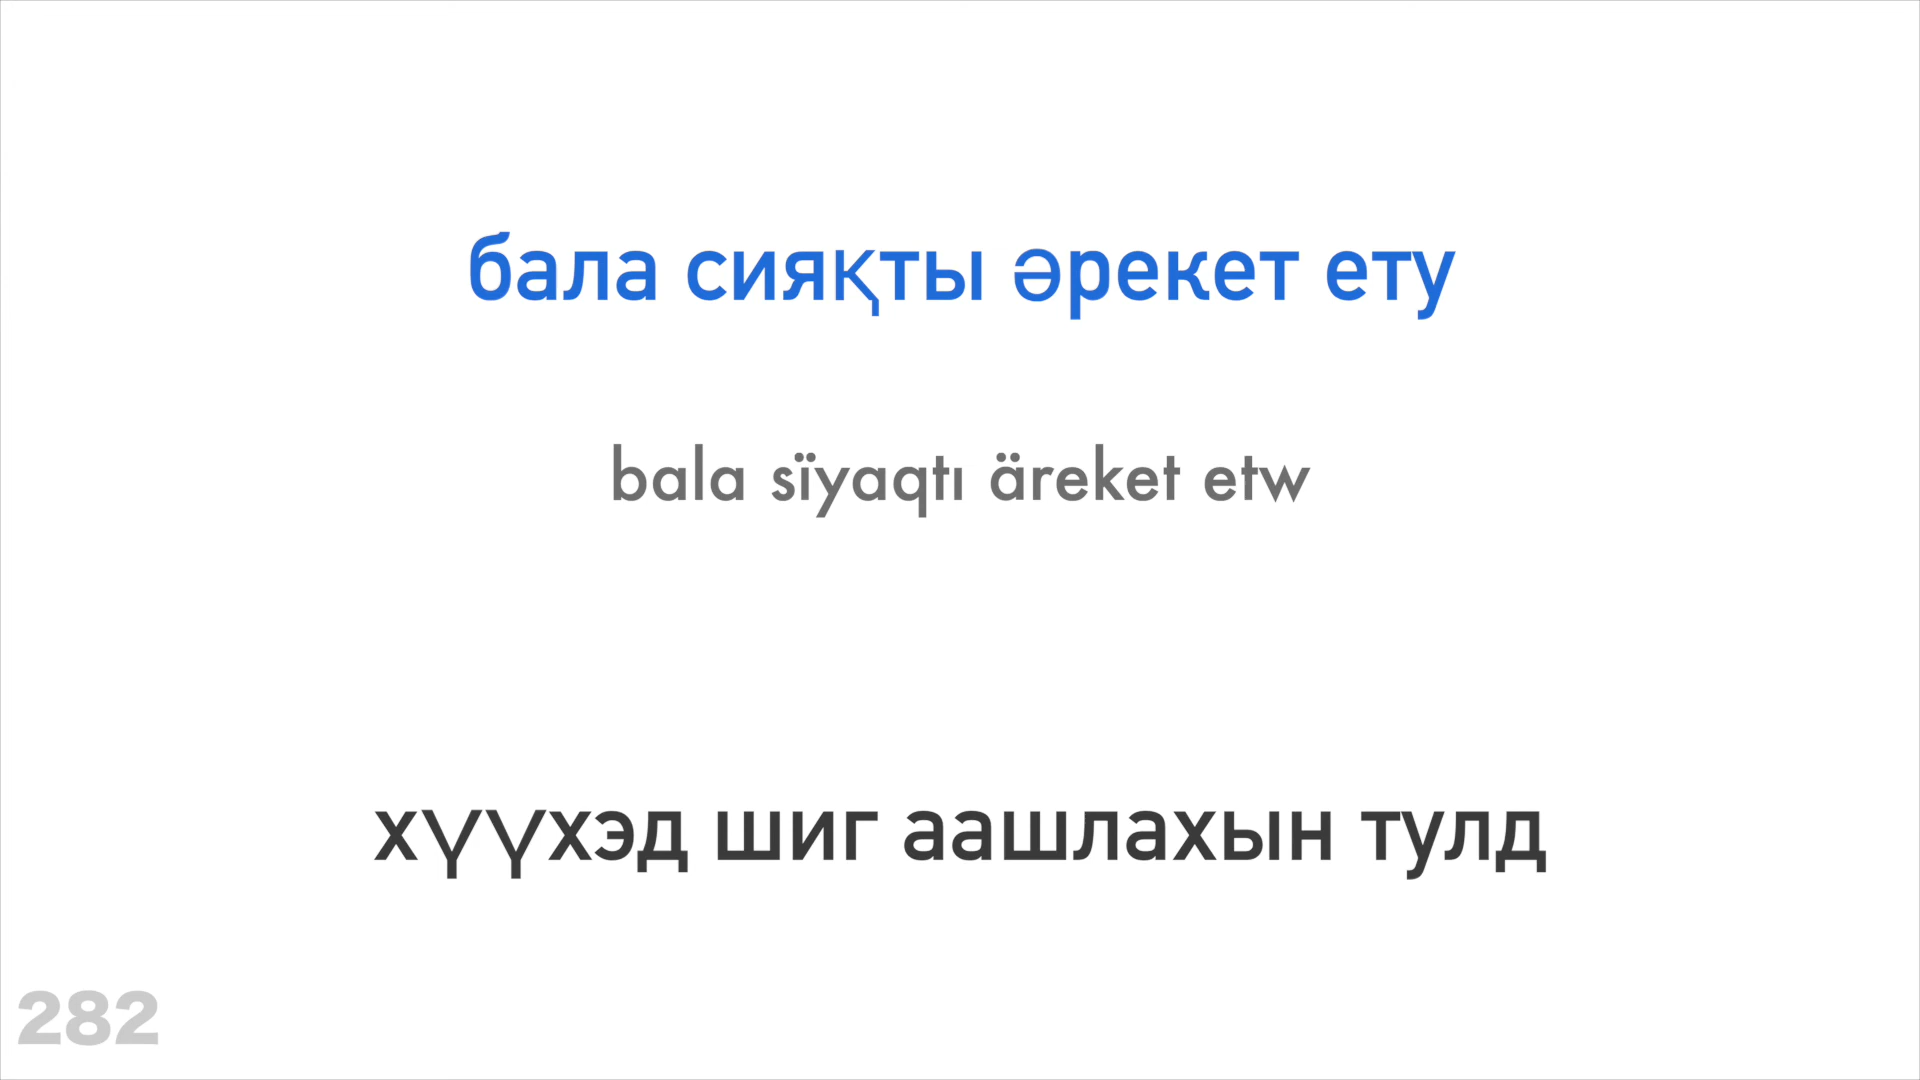 бала сияқты әрекет ету
bala sïyaqtı äreket etw
хүүхэд шиг аашлахын тулд
282